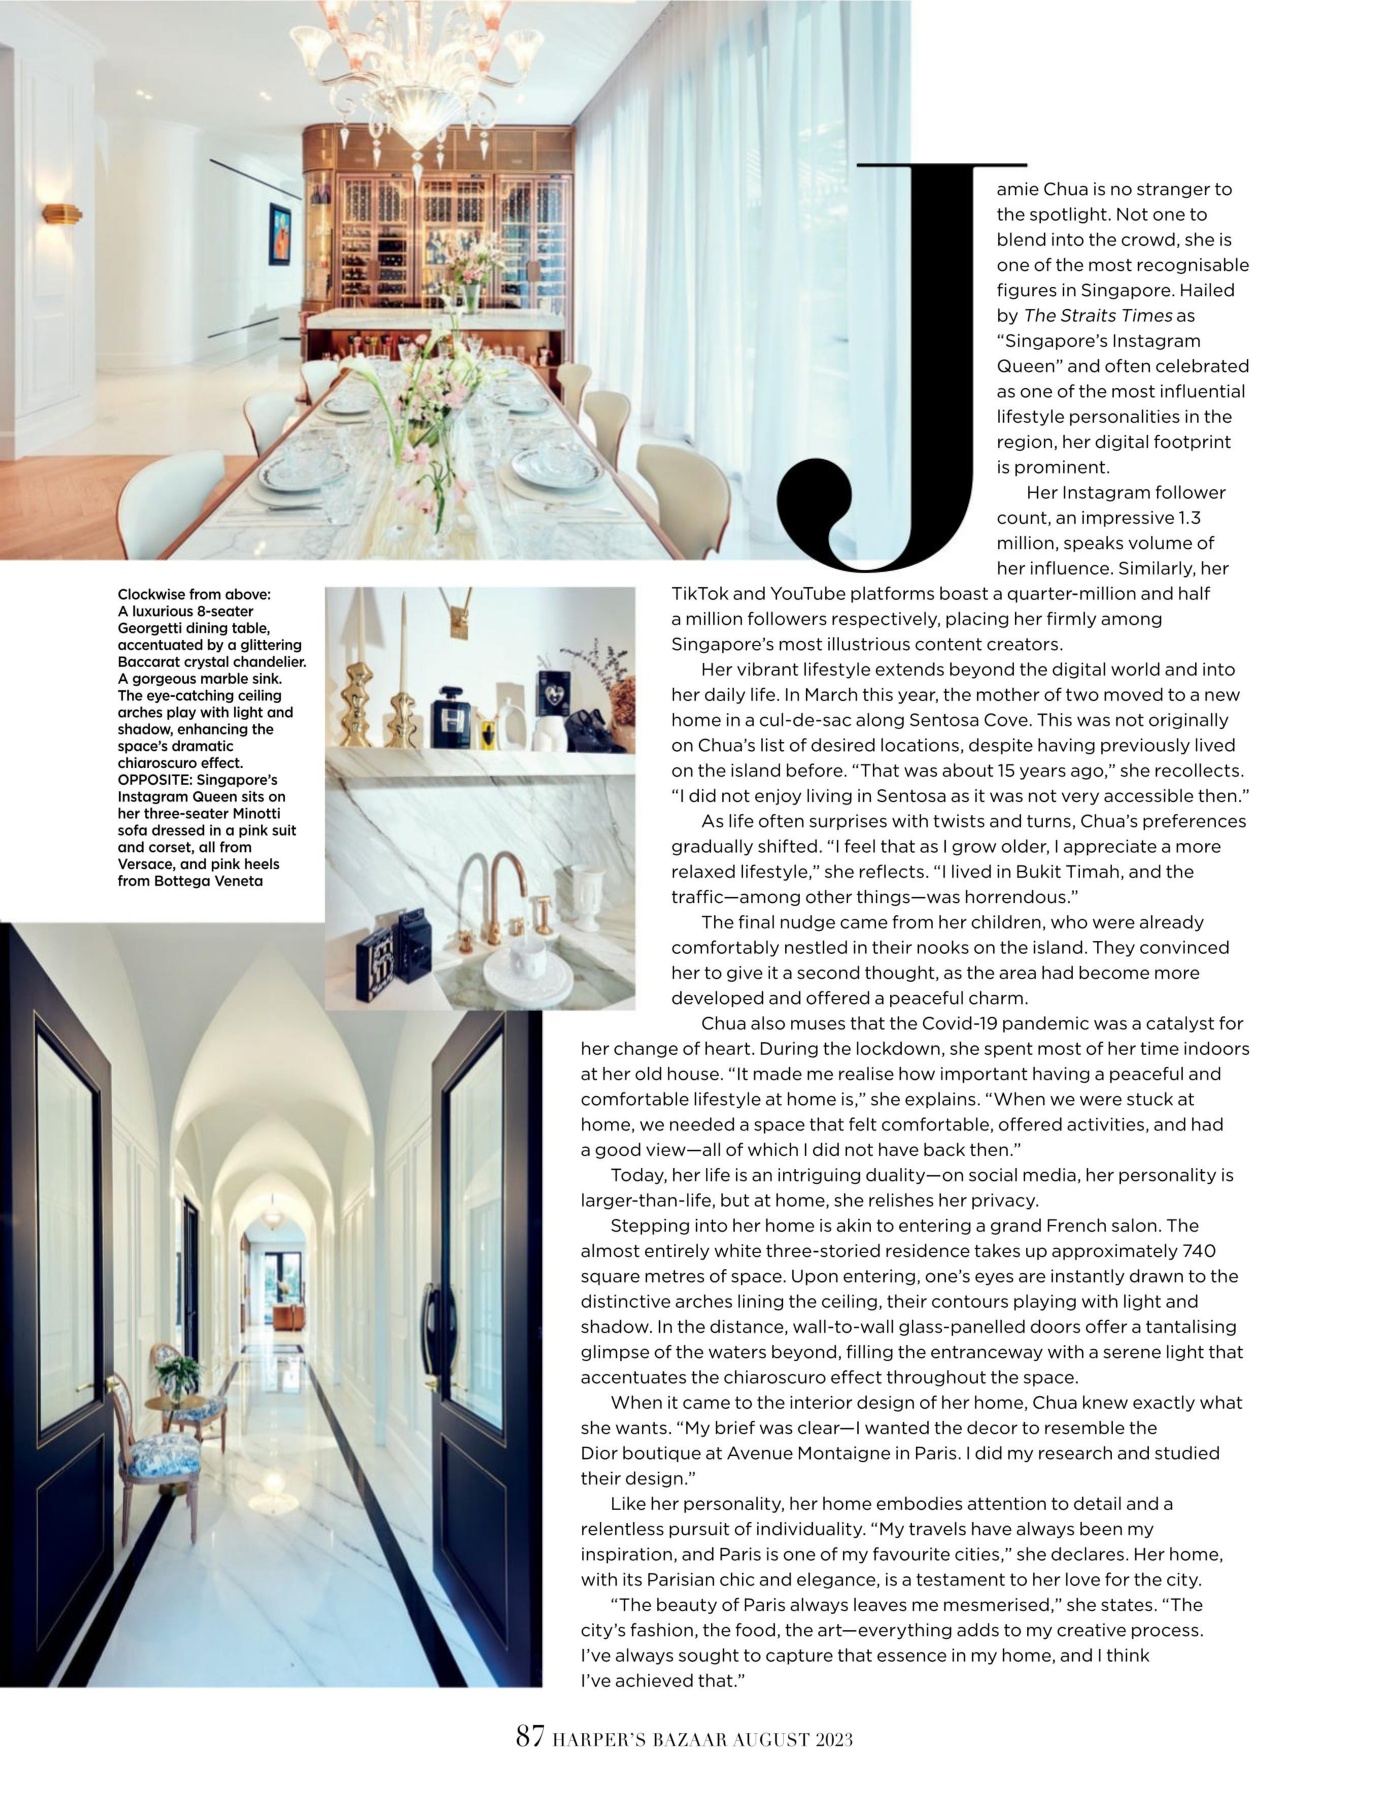 Jamie Chua is no stranger to
the spotlight. Not one to
blend into the crowd, she is
one of the most recognisable
figures in Singapore. Hailed
by The Straits Times as
“Singapore’s Instagram
Queen” and often celebrated
as one of the most influential
lifestyle personalities in the
region, her digital footprint
is prominent.
Her Instagram follower
count, an impressive 1.3
million, speaks volume of
her influence. Similarly, her
TikTok and YouTube platforms boast a quarter-million and half
a million followers respectively, placing her firmly among
Singapore’s most illustrious content creators.
Her vibrant lifestyle extends beyond the digital world and into
her daily life. In March this year, the mother of two moved to a new
home in a cul-de-sac along Sentosa Cove. This was not originally
on Chua’s list of desired locations, despite having previously lived
on the island before. “That was about 15 years ago,” she recollects.
“I did not enjoy living in Sentosa as it was not very accessible then.”
As life often surprises with twists and turns, Chua’s preferences
gradually shifted. “I feel that as I grow older, I appreciate a more
relaxed lifestyle,” she reflects. “I lived in Bukit Timah, and the
traffic—among other things—was horrendous.”
The final nudge came from her children, who were already
comfortably nestled in their nooks on the island. They convinced
her to give it a second thought, as the area had become more
developed and offered a peaceful charm.
Chua also muses that the Covid-19 pandemic was a catalyst for
her change of heart. During the lockdown, she spent most of her time indoors
at her old house. “It made me realise how important having a peaceful and
comfortable lifestyle at home is,” she explains. “When we were stuck at
home, we needed a space that felt comfortable, offered activities, and had
a good view—all of which I did not have back then.”
Today, her life is an intriguing duality—on social media, her personality is
larger-than-life, but at home, she relishes her privacy.
Stepping into her home is akin to entering a grand French salon. The
almost entirely white three-storied residence takes up approximately 740
square metres of space. Upon entering, one’s eyes are instantly drawn to the
distinctive arches lining the ceiling, their contours playing with light and
shadow. In the distance, wall-to-wall glass-panelled doors offer a tantalising
glimpse of the waters beyond, filling the entranceway with a serene light that
accentuates the chiaroscuro effect throughout the space.
When it came to the interior design of her home, Chua knew exactly what
she wants. “My brief was clear—I wanted the decor to resemble the
Dior boutique at Avenue Montaigne in Paris. I did my research and studied
their design.”
Like her personality, her home embodies attention to detail and a
relentless pursuit of individuality. “My travels have always been my
inspiration, and Paris is one of my favourite cities,” she declares. Her home,
with its Parisian chic and elegance, is a testament to her love for the city.
“The beauty of Paris always leaves me mesmerised,” she states. “The
city’s fashion, the food, the art—everything adds to my creative process.
I’ve always sought to capture that essence in my home, and I think
I’ve achieved that.”
Clockwise from above:
A luxurious 8-seater
Georgetti dining table,
accentuated by a glittering
Baccarat crystal chandelier.
A gorgeous marble sink.
The eye-catching ceiling
arches play with light and
shadow, enhancing the
space’s dramatic
chiaroscuro effect.
OPPOSITE: Singapore’s
Instagram Queen sits on
her three-seater Minotti
sofa dressed in a pink suit
and corset, all from
Versace, and pink heels
from Bottega Veneta
87 HARPER’S BAZAAR AUGUST 2023